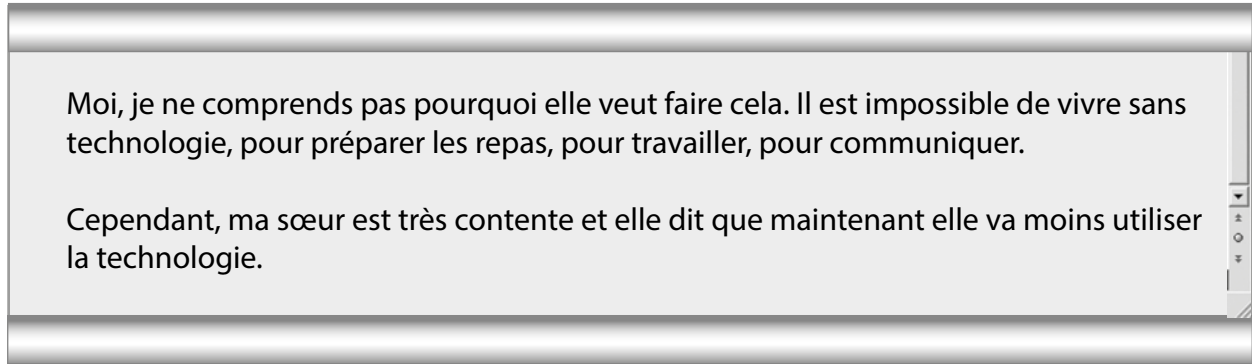 Moi, je ne comprends pas pourquoi elle veut faire cela. Il est impossible de vivre sans
technologie, pour préparer les repas, pour travailler, pour communiquer.
Cependant, ma sœur est très contente et elle dit que maintenant elle va moins utiliser
la technologie.